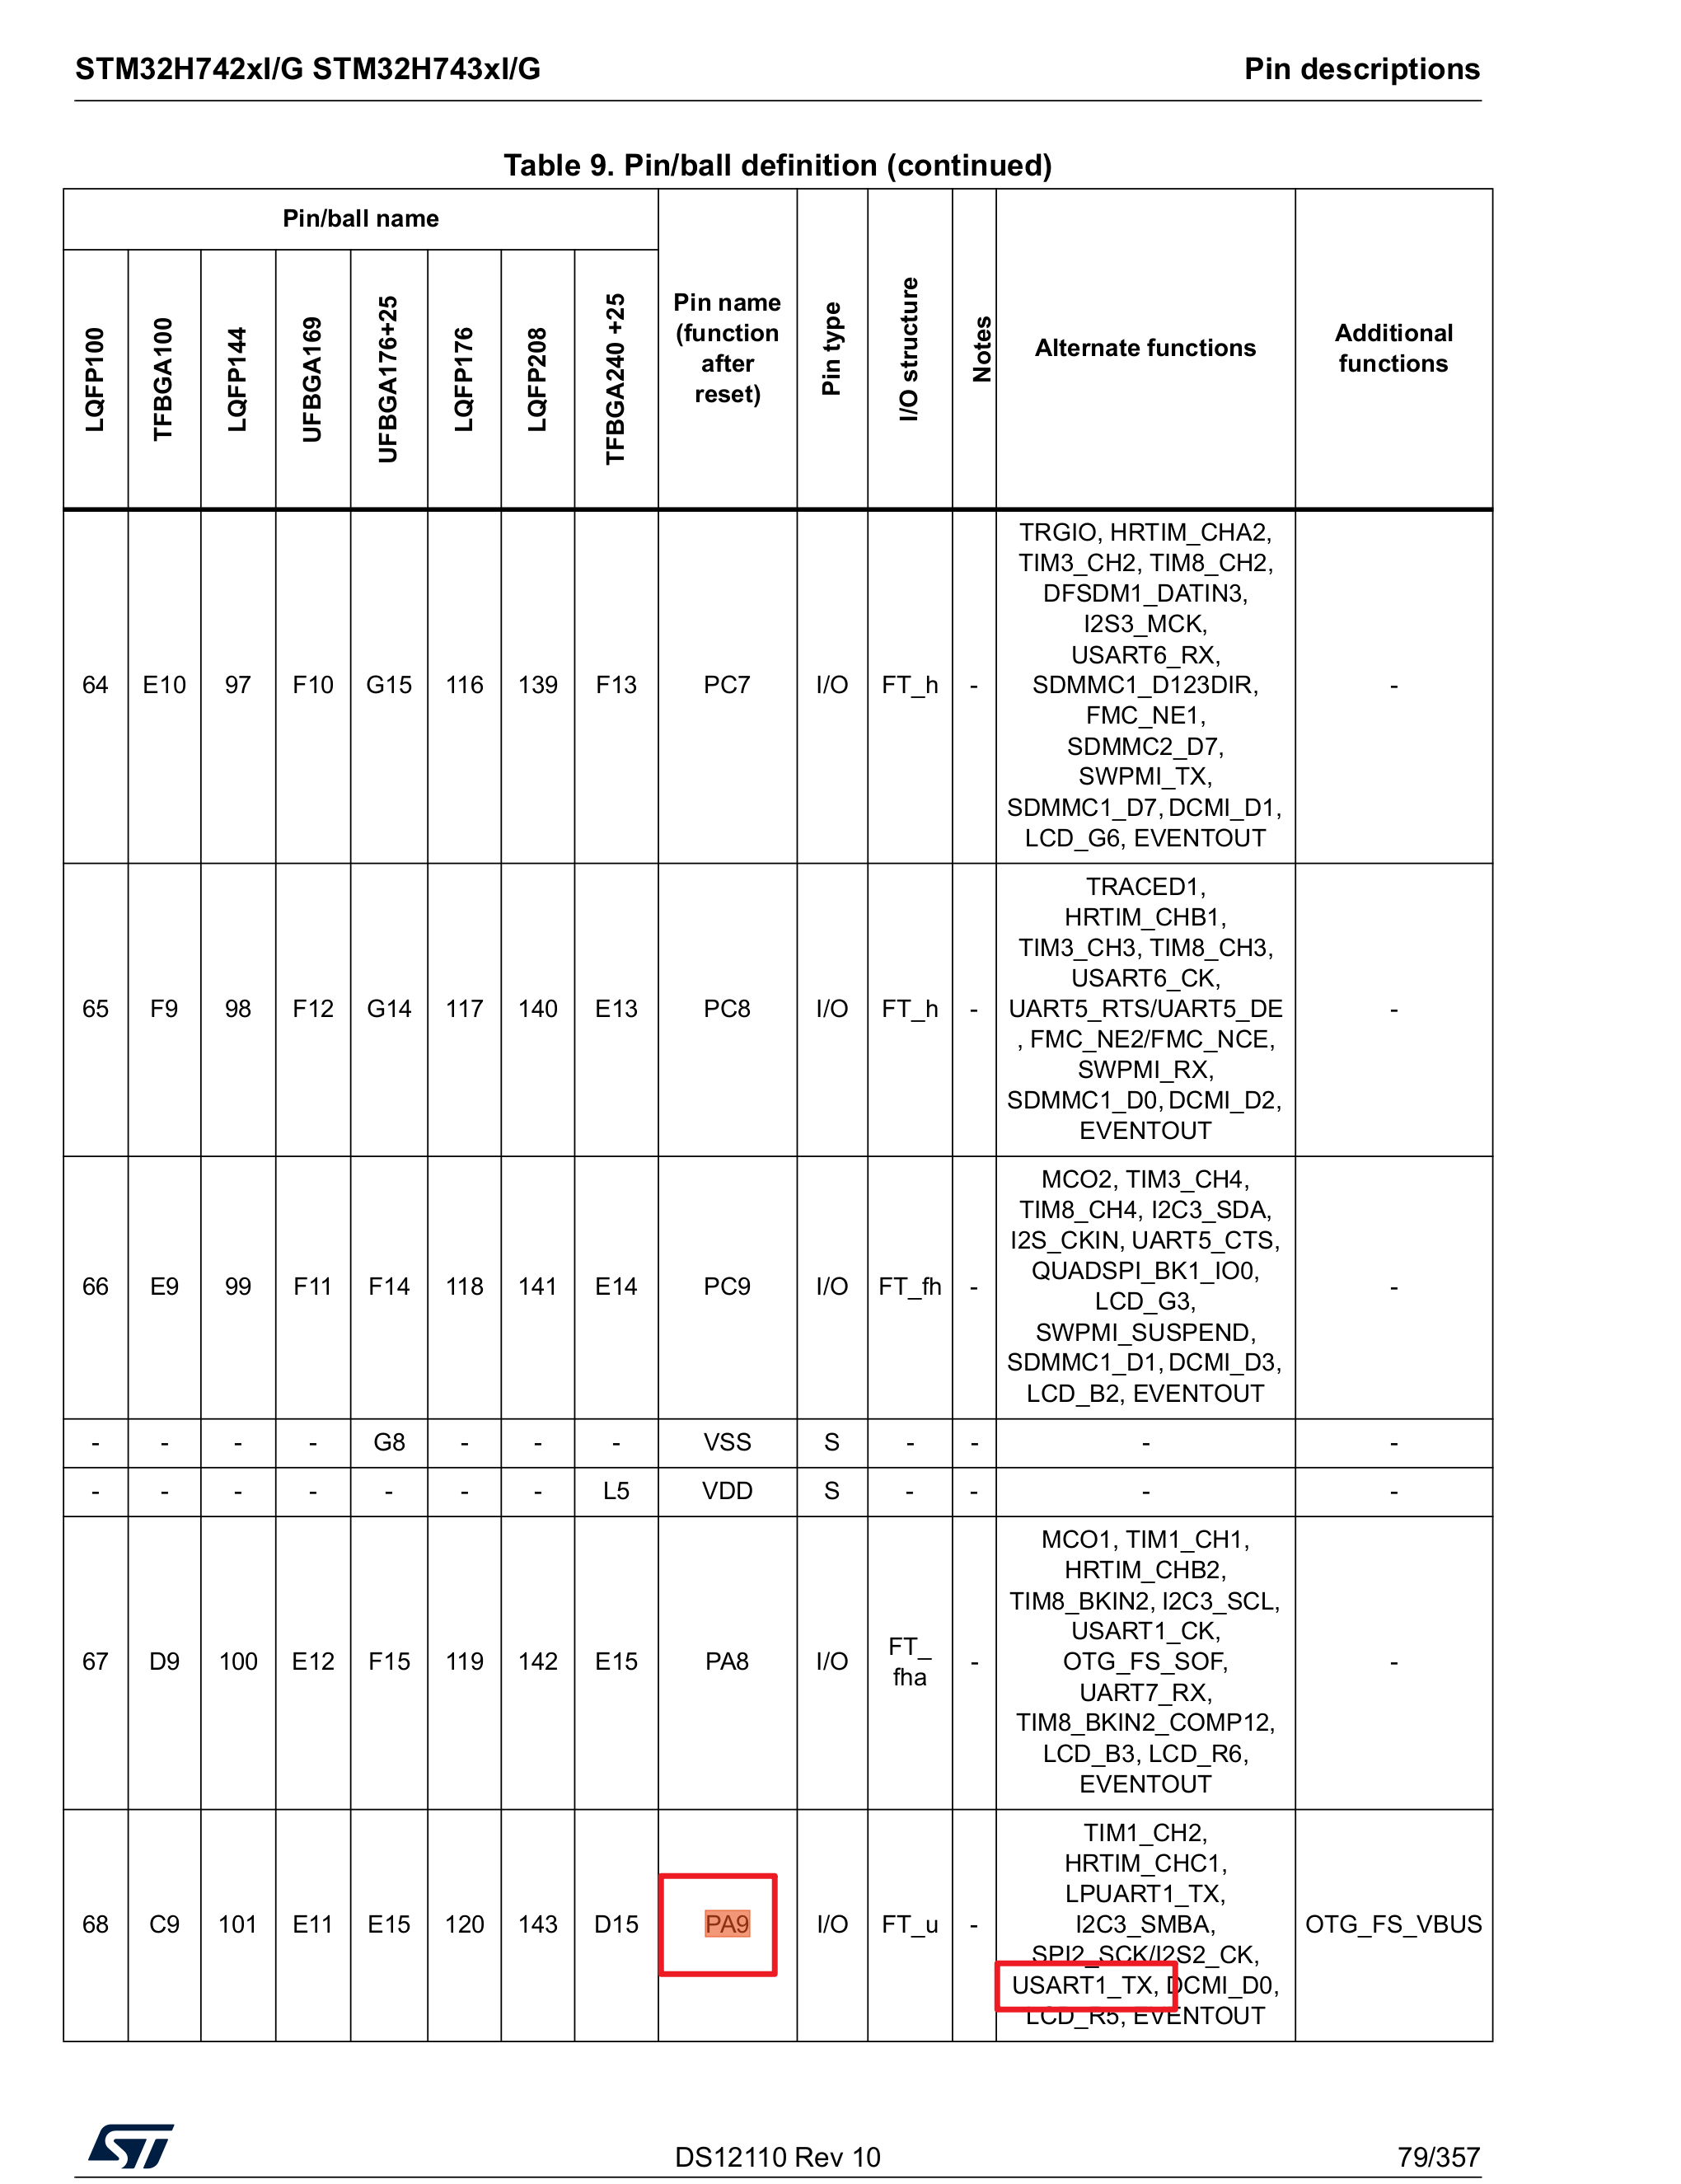 STM32H742xI/G STM32H743xI/G
Pin descriptions
Table 9. Pin/ball definition (continued)
Pin/ball name
LQFP100
TFBGA100
LQFP144
UFBGA169
UFBGA176+25
LQFP176
LQFP208
TFBGA240 +25
Pin name
(function
after
reset)
Pin type
I/O structure
Notes
Alternate functions
Additional
functions
64 E10 97 F10 G15 116 139 F13 PC7 I/O FT_h -
TRGIO, HRTIM_CHA2,
TIM3_CH2, TIM8_CH2,
DFSDM1_DATIN3,
I2S3_MCK,
USART6_RX,
SDMMC1_D123DIR,
FMC_NE1,
SDMMC2_D7,
SWPMI_TX,
SDMMC1_D7, DCMI_D1,
LCD_G6, EVENTOUT
-
65 F9 98 F12 G14 117 140 E13 PC8 I/O FT_h -
TRACED1,
HRTIM_CHB1,
TIM3_CH3, TIM8_CH3,
USART6_CK,
UART5_RTS/UART5_DE
, FMC_NE2/FMC_NCE,
SWPMI_RX,
SDMMC1_D0, DCMI_D2,
EVENTOUT
-
66 E9 99 F11 F14 118 141 E14 PC9 I/O FT_fh -
MCO2, TIM3_CH4,
TIM8_CH4, I2C3_SDA,
I2S_CKIN, UART5_CTS,
QUADSPI_BK1_IO0,
LCD_G3,
SWPMI_SUSPEND,
SDMMC1_D1, DCMI_D3,
LCD_B2, EVENTOUT
-
- - - - G8 - - - VSS S - - - -
- - - - - - - L5 VDD S - - - -
67 D9 100 E12 F15 119 142 E15 PA8 I/O
FT_
fha
-
MCO1, TIM1_CH1,
HRTIM_CHB2,
TIM8_BKIN2, I2C3_SCL,
USART1_CK,
OTG_FS_SOF,
UART7_RX,
TIM8_BKIN2_COMP12,
LCD_B3, LCD_R6,
EVENTOUT
-
68 C9 101 E11 E15 120 143 D15 PA9 I/O FT_u -
TIM1_CH2,
HRTIM_CHC1,
LPUART1_TX,
I2C3_SMBA,
SPI2_SCK/I2S2_CK,
USART1_TX, DCMI_D0,
LCD_R5, EVENTOUT
OTG_FS_VBUS
ST
DS12110 Rev 10
79/357